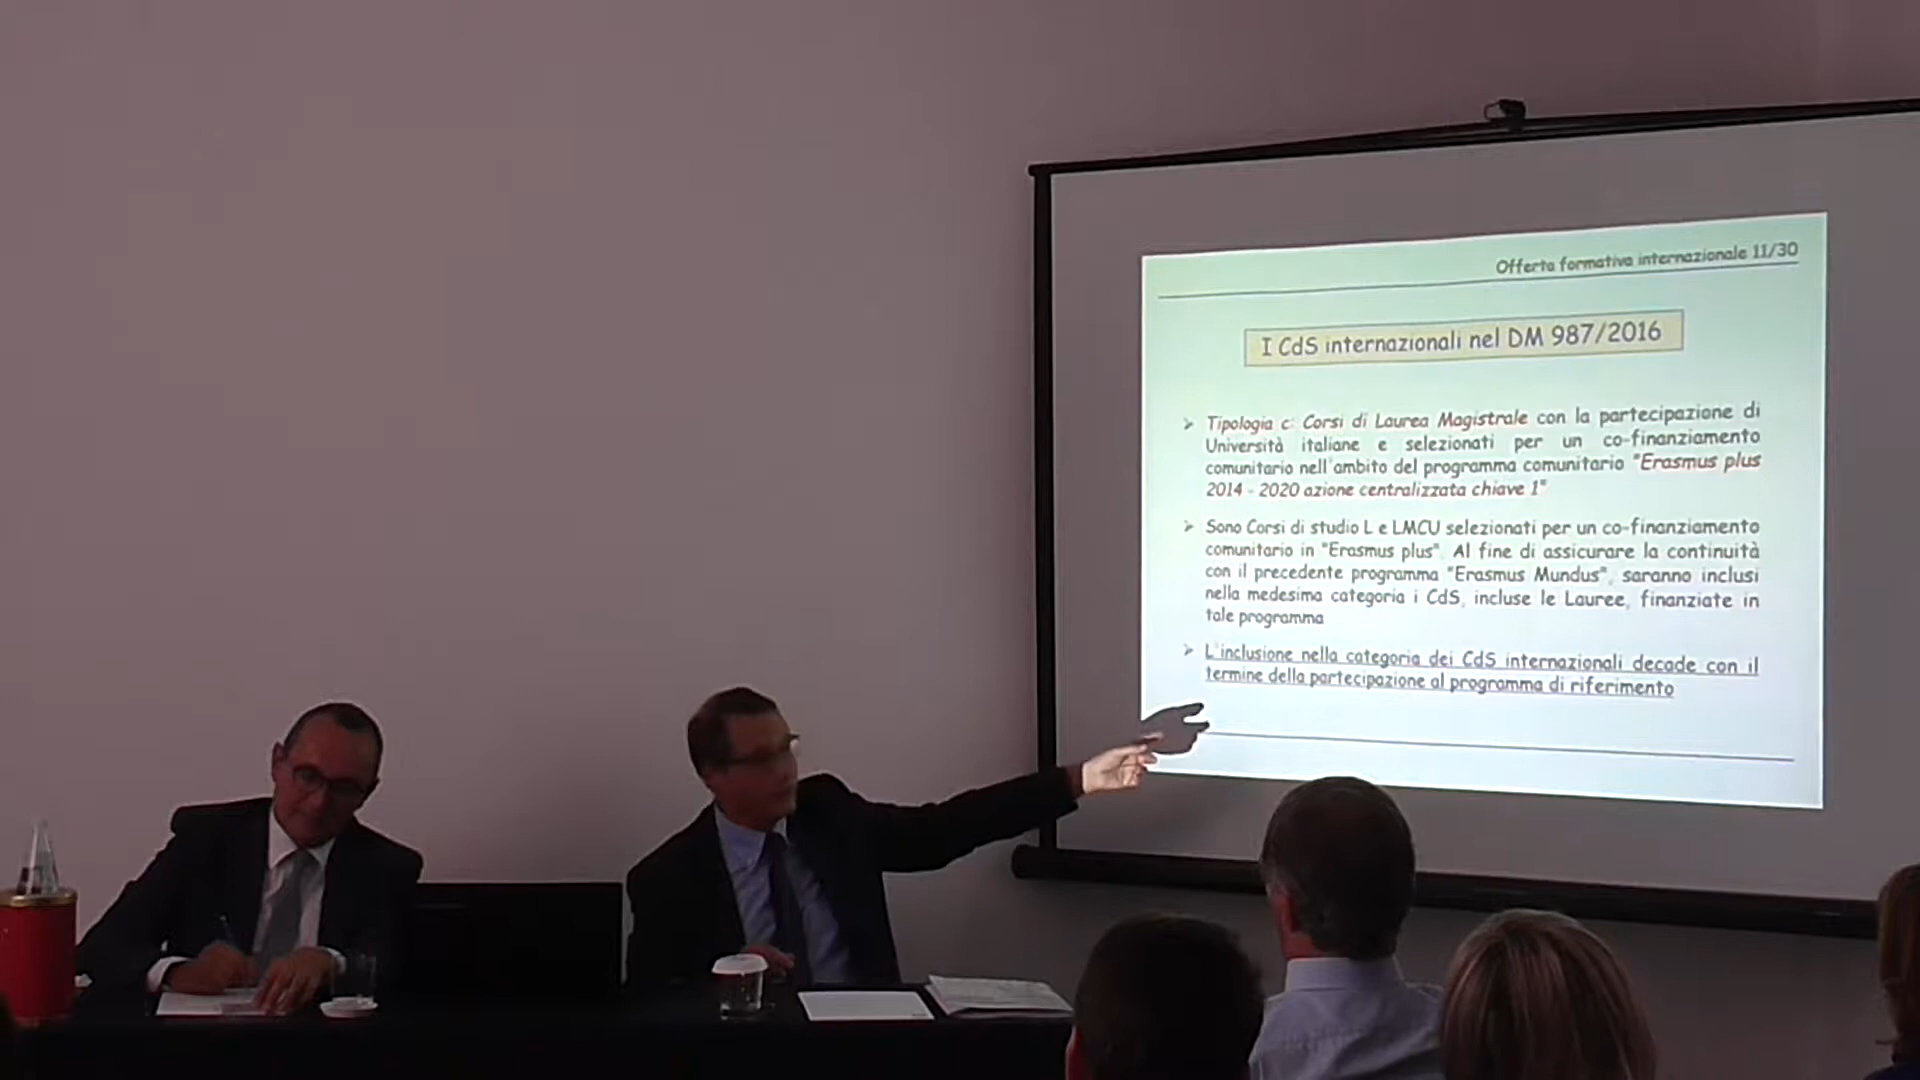 Offerta formativa internazionale 11/30
I CdS internazionali nel DM 987/2016
➢ Tipologia c: Corsi di Laurea Magistrale con la partecipazione di
Università italiane e selezionati per un co-finanziamento
comunitario nell'ambito del programma comunitario "Erasmus plus
2014 - 2020 azione centralizzata chiave 1"
➢ Sono Corsi di studio L e LMCU selezionati per un co-finanziamento
comunitario in "Erasmus plus". Al fine di assicurare la continuità
con il precedente programma "Erasmus Mundus", saranno inclusi
nella medesima categoria i CdS, incluse le Lauree, finanziate in
tale programma
➢ L'inclusione nella categoria dei CdS internazionali decade con il
termine della partecipazione al programma di riferimento